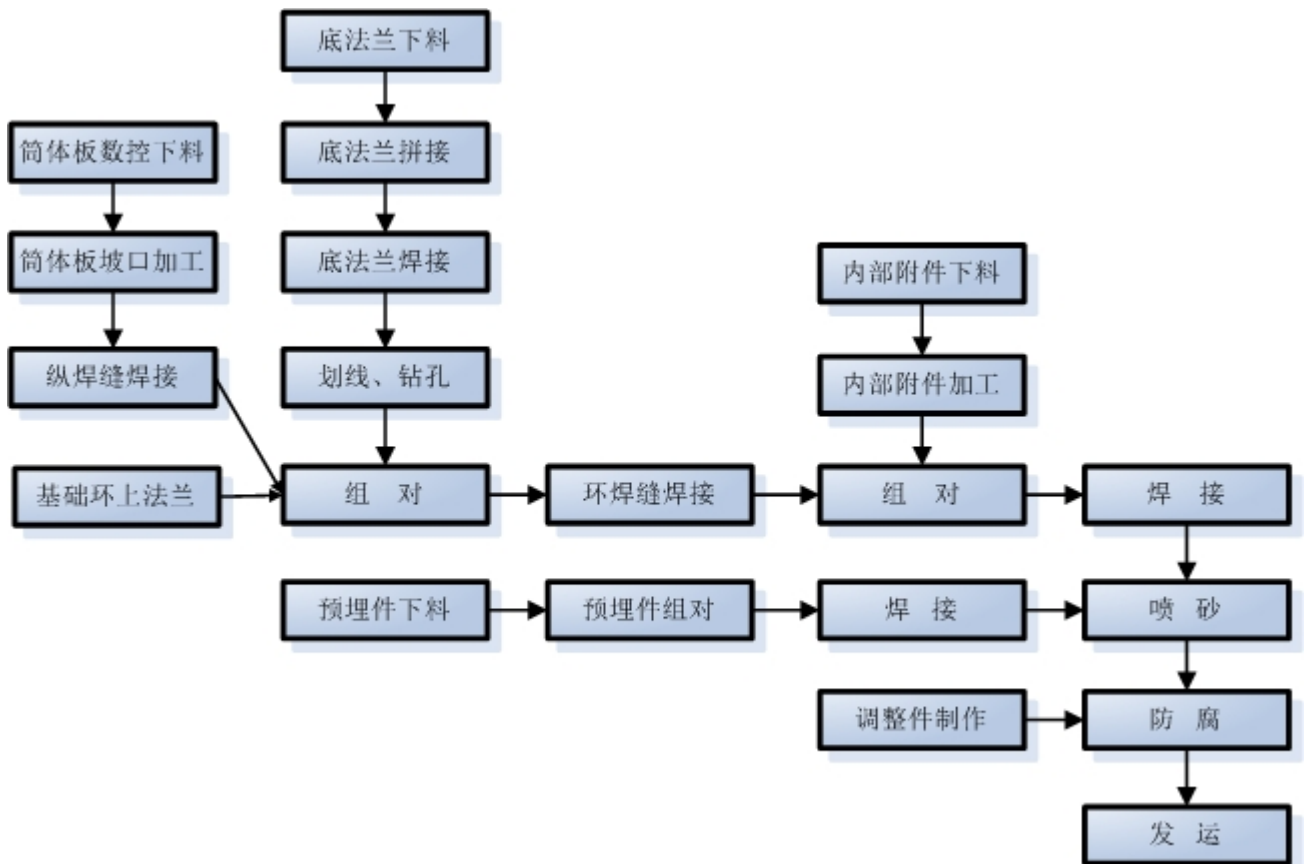 底法兰下料
筒体板数控下料
底法兰拼接
筒体板坡口加工
底法兰焊接
内部附件下料
纵焊缝焊接
划线、钻孔
内部附件加工
基础环上法兰
组 对
环焊缝焊接
组 对
焊 接
预埋件下料
预埋件组对
焊 接
喷 砂
调整件制作
防 腐
发 运